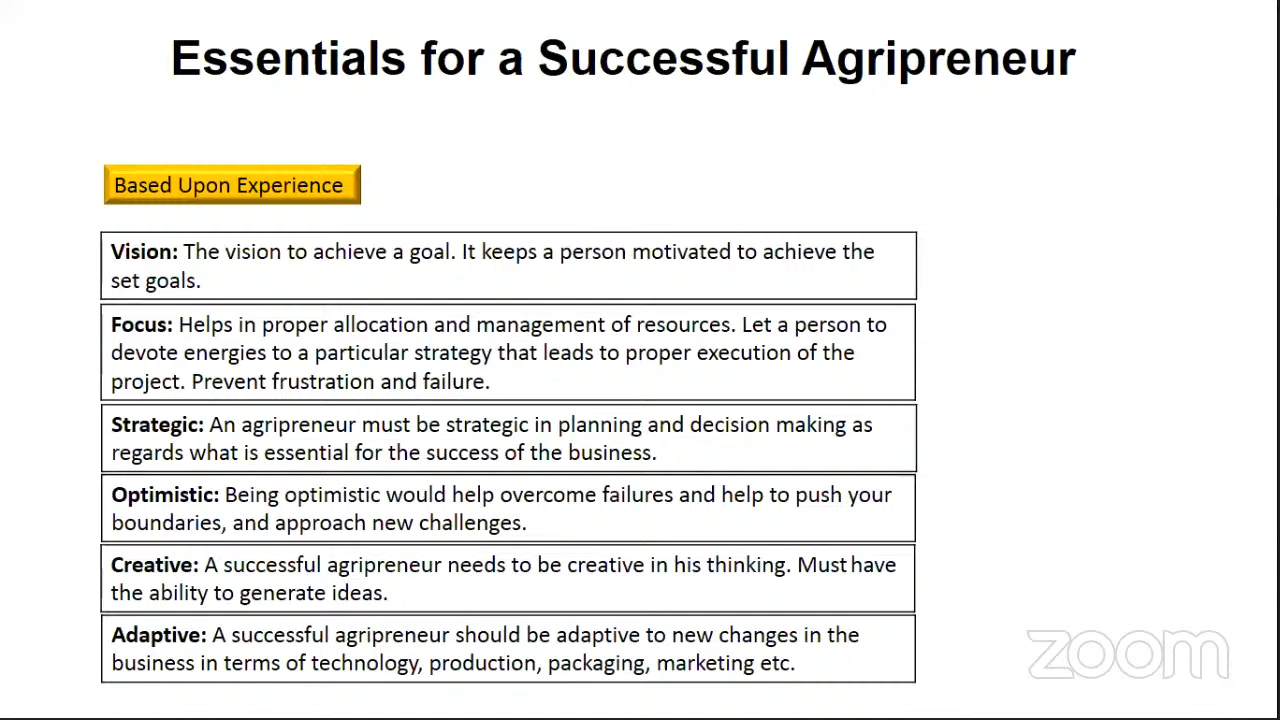 Essentials for a Successful Agripreneur
Based Upon Experience
Vision: The vision to achieve a goal. It keeps a person motivated to achieve the
set goals.
Focus: Helps in proper allocation and management of resources. Let a person to
devote energies to a particular strategy that leads to proper execution of the
project. Prevent frustration and failure.
Strategic: An agripreneur must be strategic in planning and decision making as
regards what is essential for the success of the business.
Optimistic: Being optimistic would help overcome failures and help to push your
boundaries, and approach new challenges.
Creative: A successful agripreneur needs to be creative in his thinking. Must have
the ability to generate ideas.
Adaptive: A successful agripreneur should be adaptive to new changes in the
business in terms of technology, production, packaging, marketing etc.
zoom